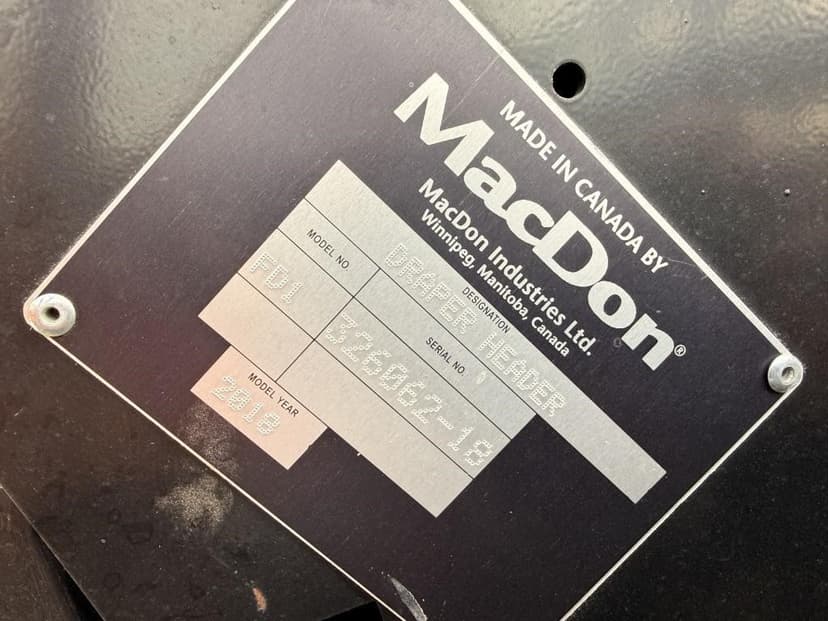 MADE IN CANADA BY
MacDon®
MacDon Industries Ltd.
Winnipeg, Manitoba, Canada
DESIGNATION
DRAPER HEADER
MODEL NO.
FD1
SERIAL NO.
326062-18
MODEL YEAR
2018